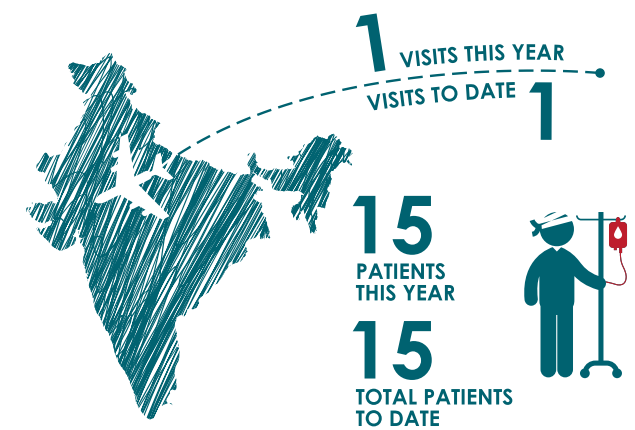 1 VISITS THIS YEAR
VISITS TO DATE 1
15
PATIENTS
THIS YEAR
15
TOTAL PATIENTS
TO DATE